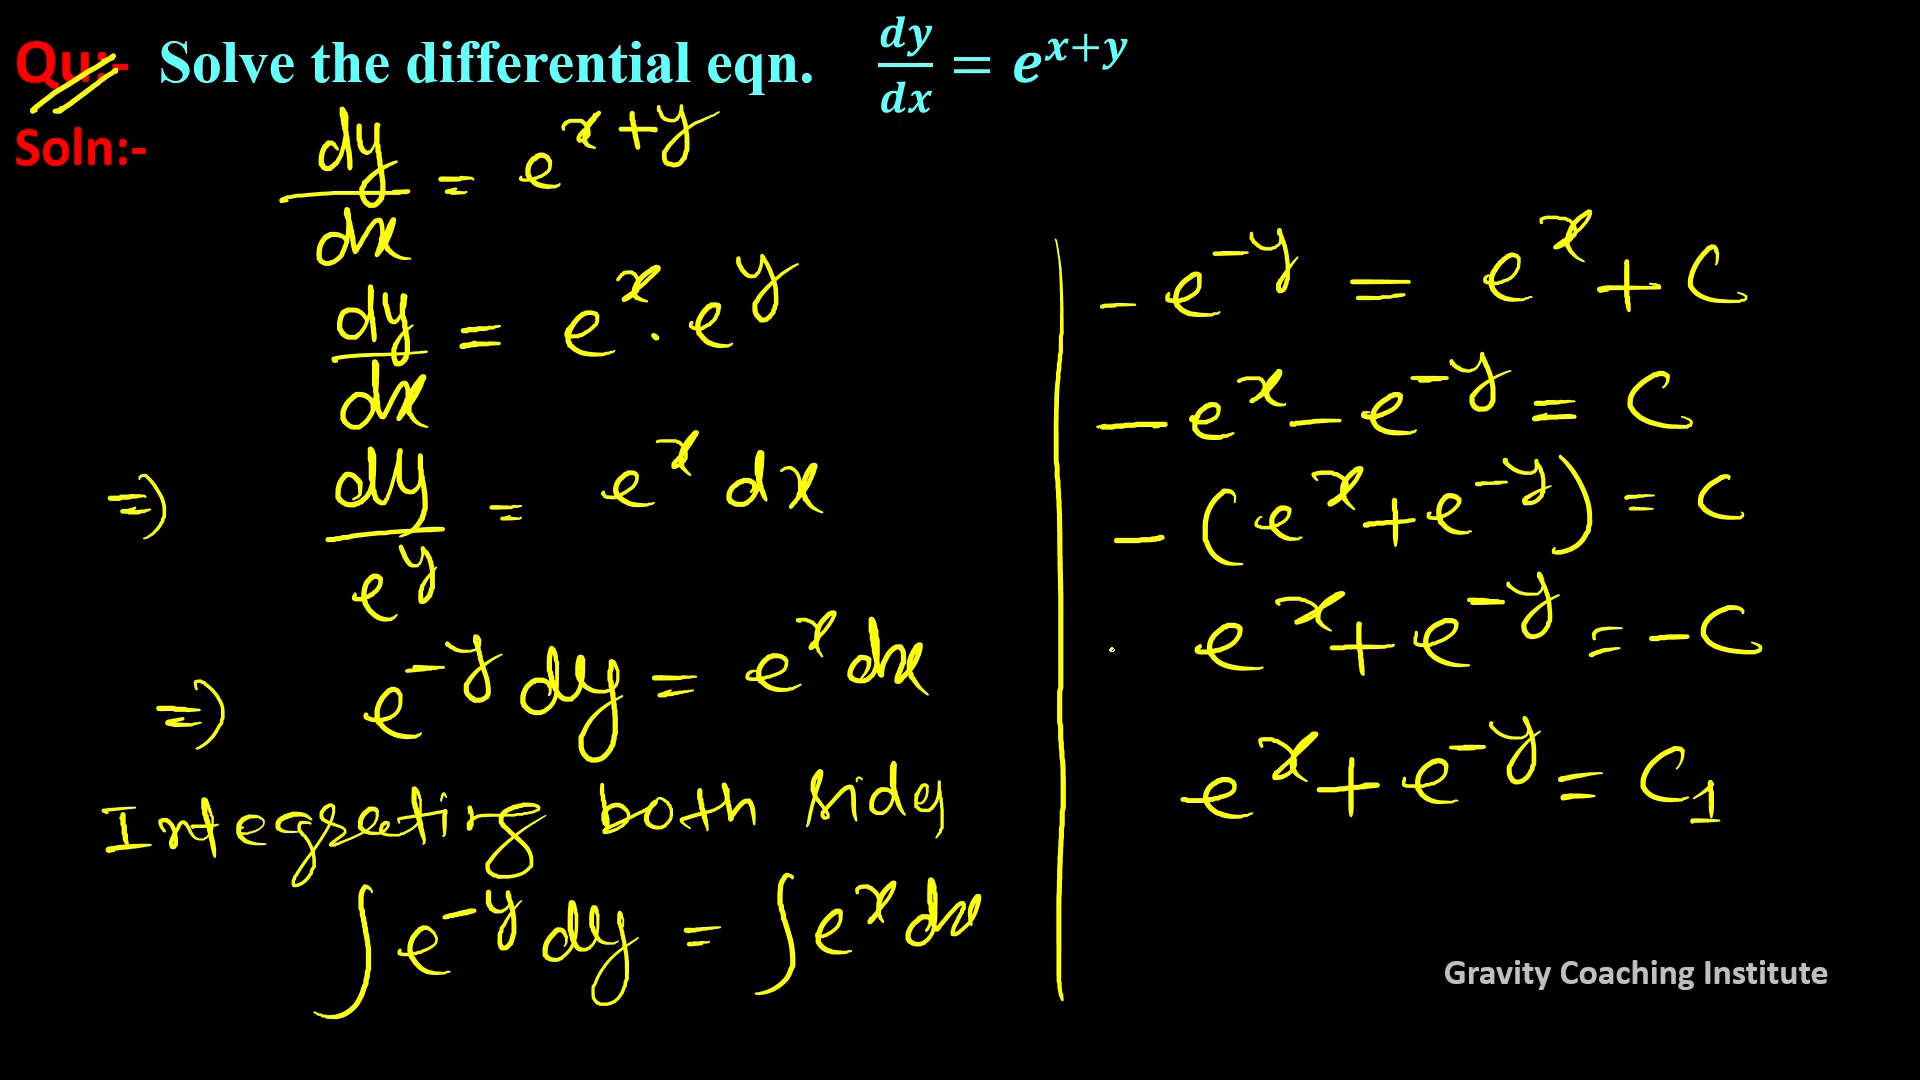 Qu:- Solve the differential eqn. dy/dx = e^{x+y}
Soln:-
dy/dx = e^{x+y}
dy/dx = e^x . e^y
=) dy/e^y = e^x dx
=) e^{-y} dy = e^x dx
Integrating both sides
∫ e^{-y} dy = ∫ e^x dx
- e^{-y} = e^x + C
- e^x - e^{-y} = C
- (e^x + e^{-y}) = C
e^x + e^{-y} = -C
e^x + e^{-y} = C_1
Gravity Coaching Institute